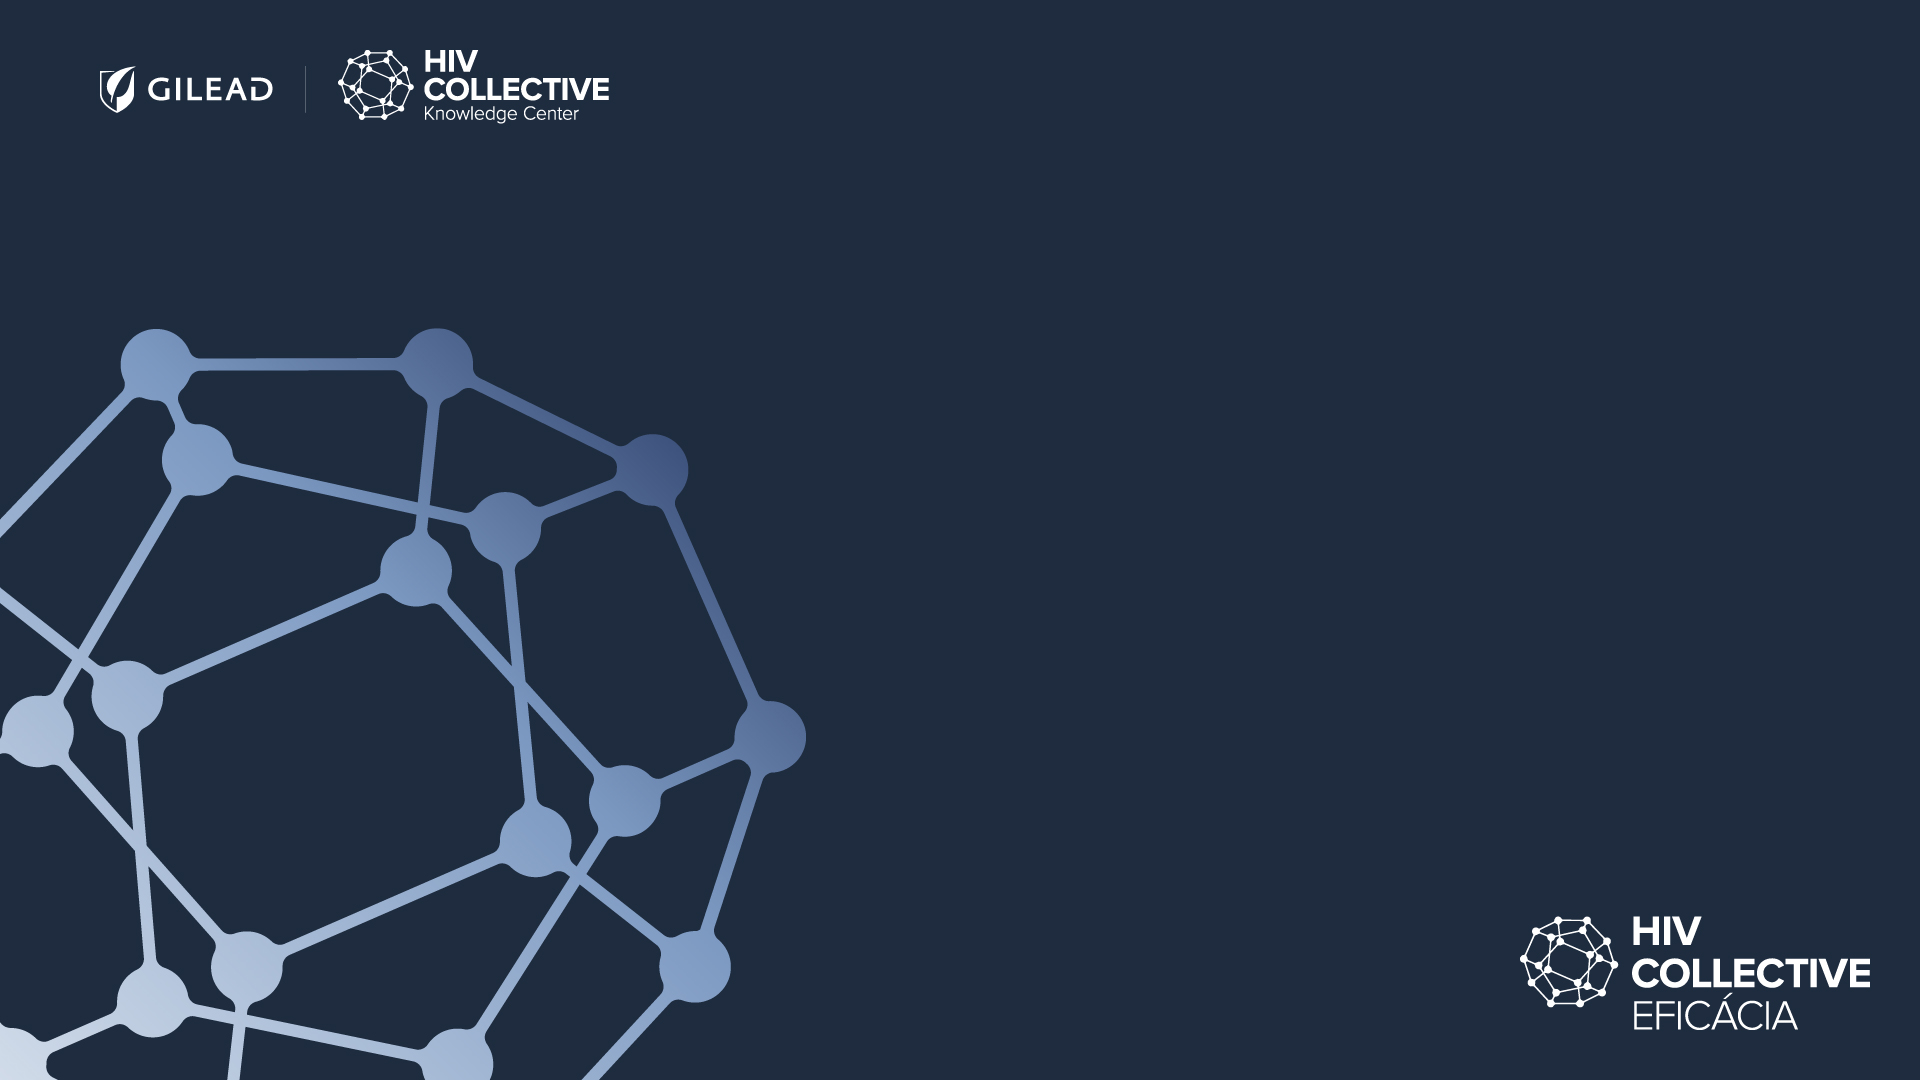 GILEAD
HIV
COLLECTIVE
Knowledge Center
HIV
COLLECTIVE
EFICÁCIA